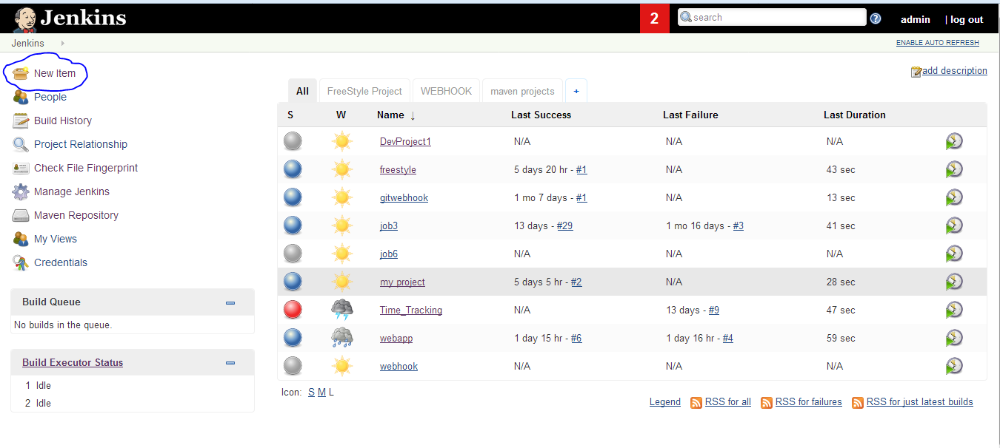 Jenkins 2 search ? admin | log out
Jenkins ENABLE AUTO REFRESH
New Item
People
Build History
Project Relationship
Check File Fingerprint
Manage Jenkins
Maven Repository
My Views
Credentials
Build Queue
No builds in the queue.
Build Executor Status
1 Idle
2 Idle
add description
All FreeStyle Project WEBHOOK maven projects +
S W Name ↓ Last Success Last Failure Last Duration
DevProject1 N/A N/A N/A
freestyle 5 days 20 hr - #1 N/A 43 sec
gitwebhook 1 mo 7 days - #1 N/A 13 sec
job3 13 days - #29 1 mo 16 days - #3 41 sec
job6 N/A N/A N/A
my project 5 days 5 hr - #2 N/A 28 sec
Time_Tracking N/A 13 days - #9 47 sec
webapp 1 day 15 hr - #6 1 day 16 hr - #4 59 sec
webhook N/A N/A N/A
Icon: S M L
Legend RSS for all RSS for failures RSS for just latest builds